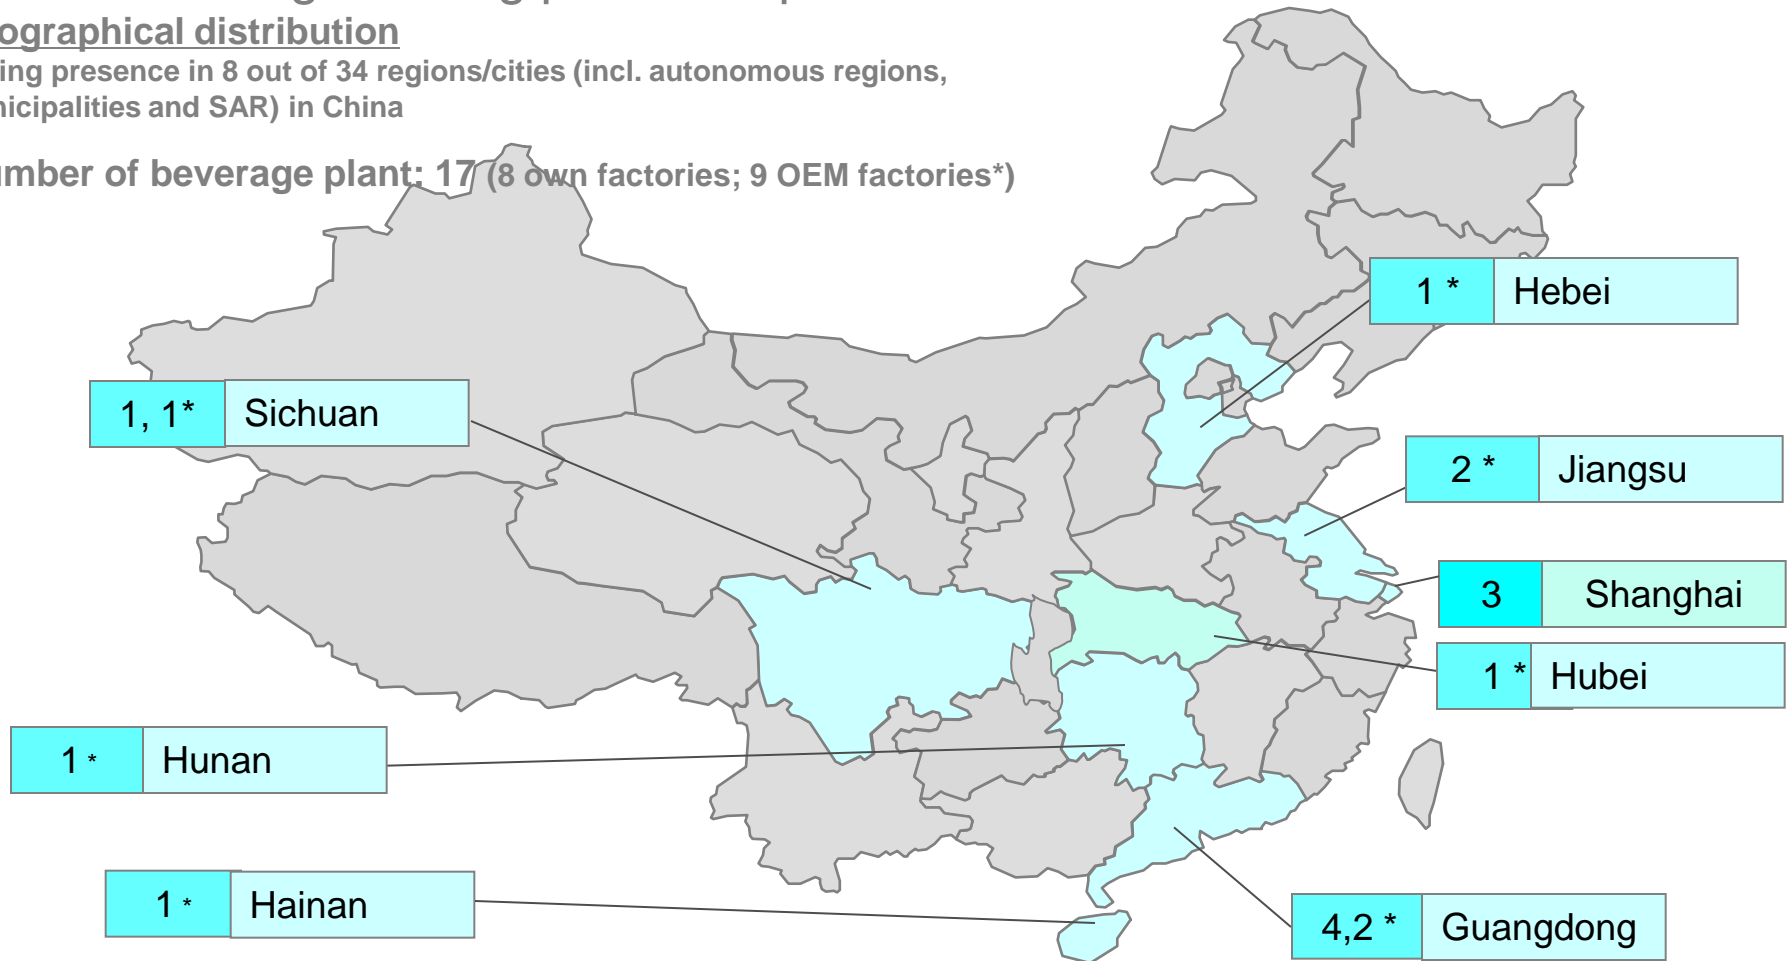 ographical distribution
ing presence in 8 out of 34 regions/cities (incl. autonomous regions,
nicipalities and SAR) in China
umber of beverage plant: 17 (8 own factories; 9 OEM factories*)
1 * Hebei
1, 1* Sichuan
2 * Jiangsu
3 Shanghai
1 * Hubei
1 * Hunan
1 * Hainan
4,2 * Guangdong